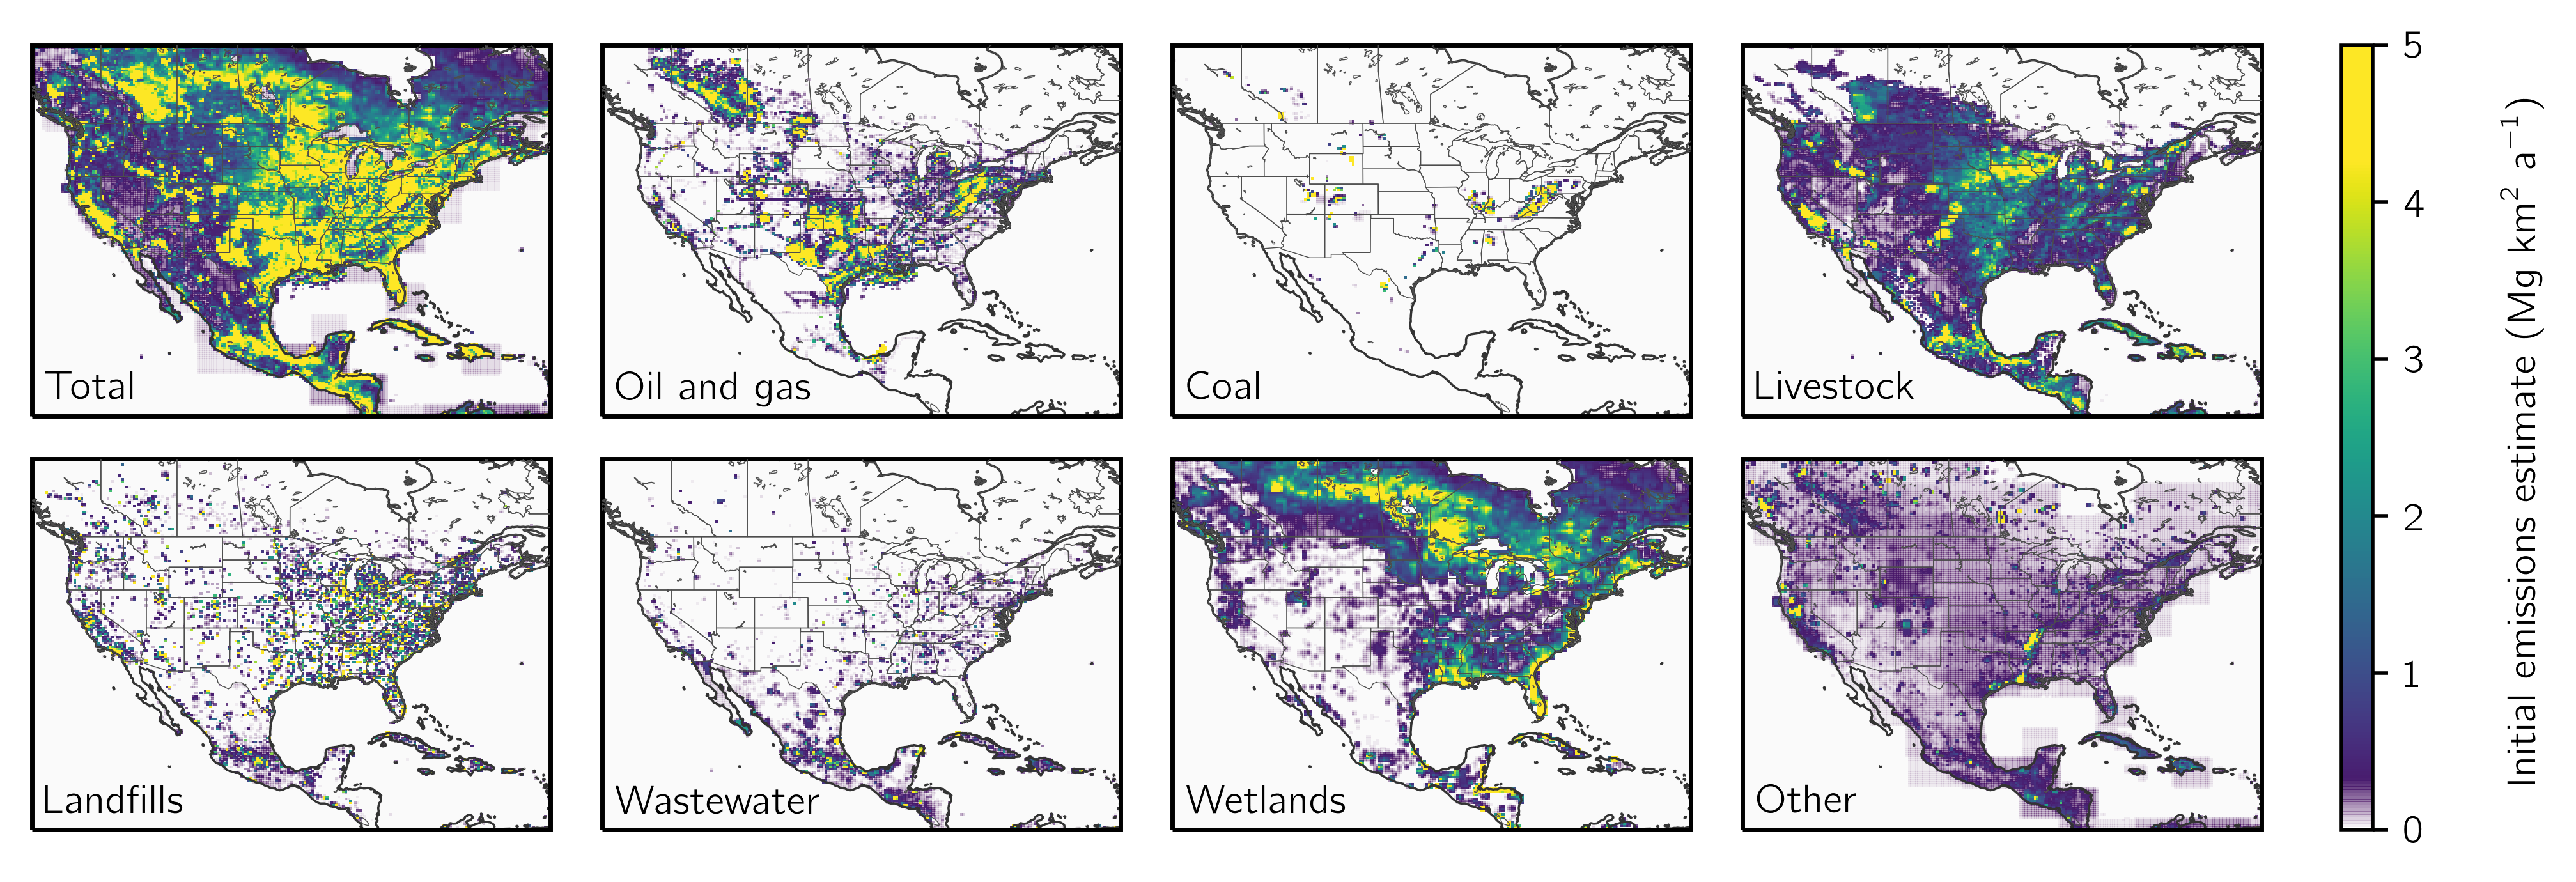 Total
Oil and gas
Coal
Livestock
Landfills
Wastewater
Wetlands
Other
5
4
3
2
1
0
Initial emissions estimate (Mg km² a⁻¹)